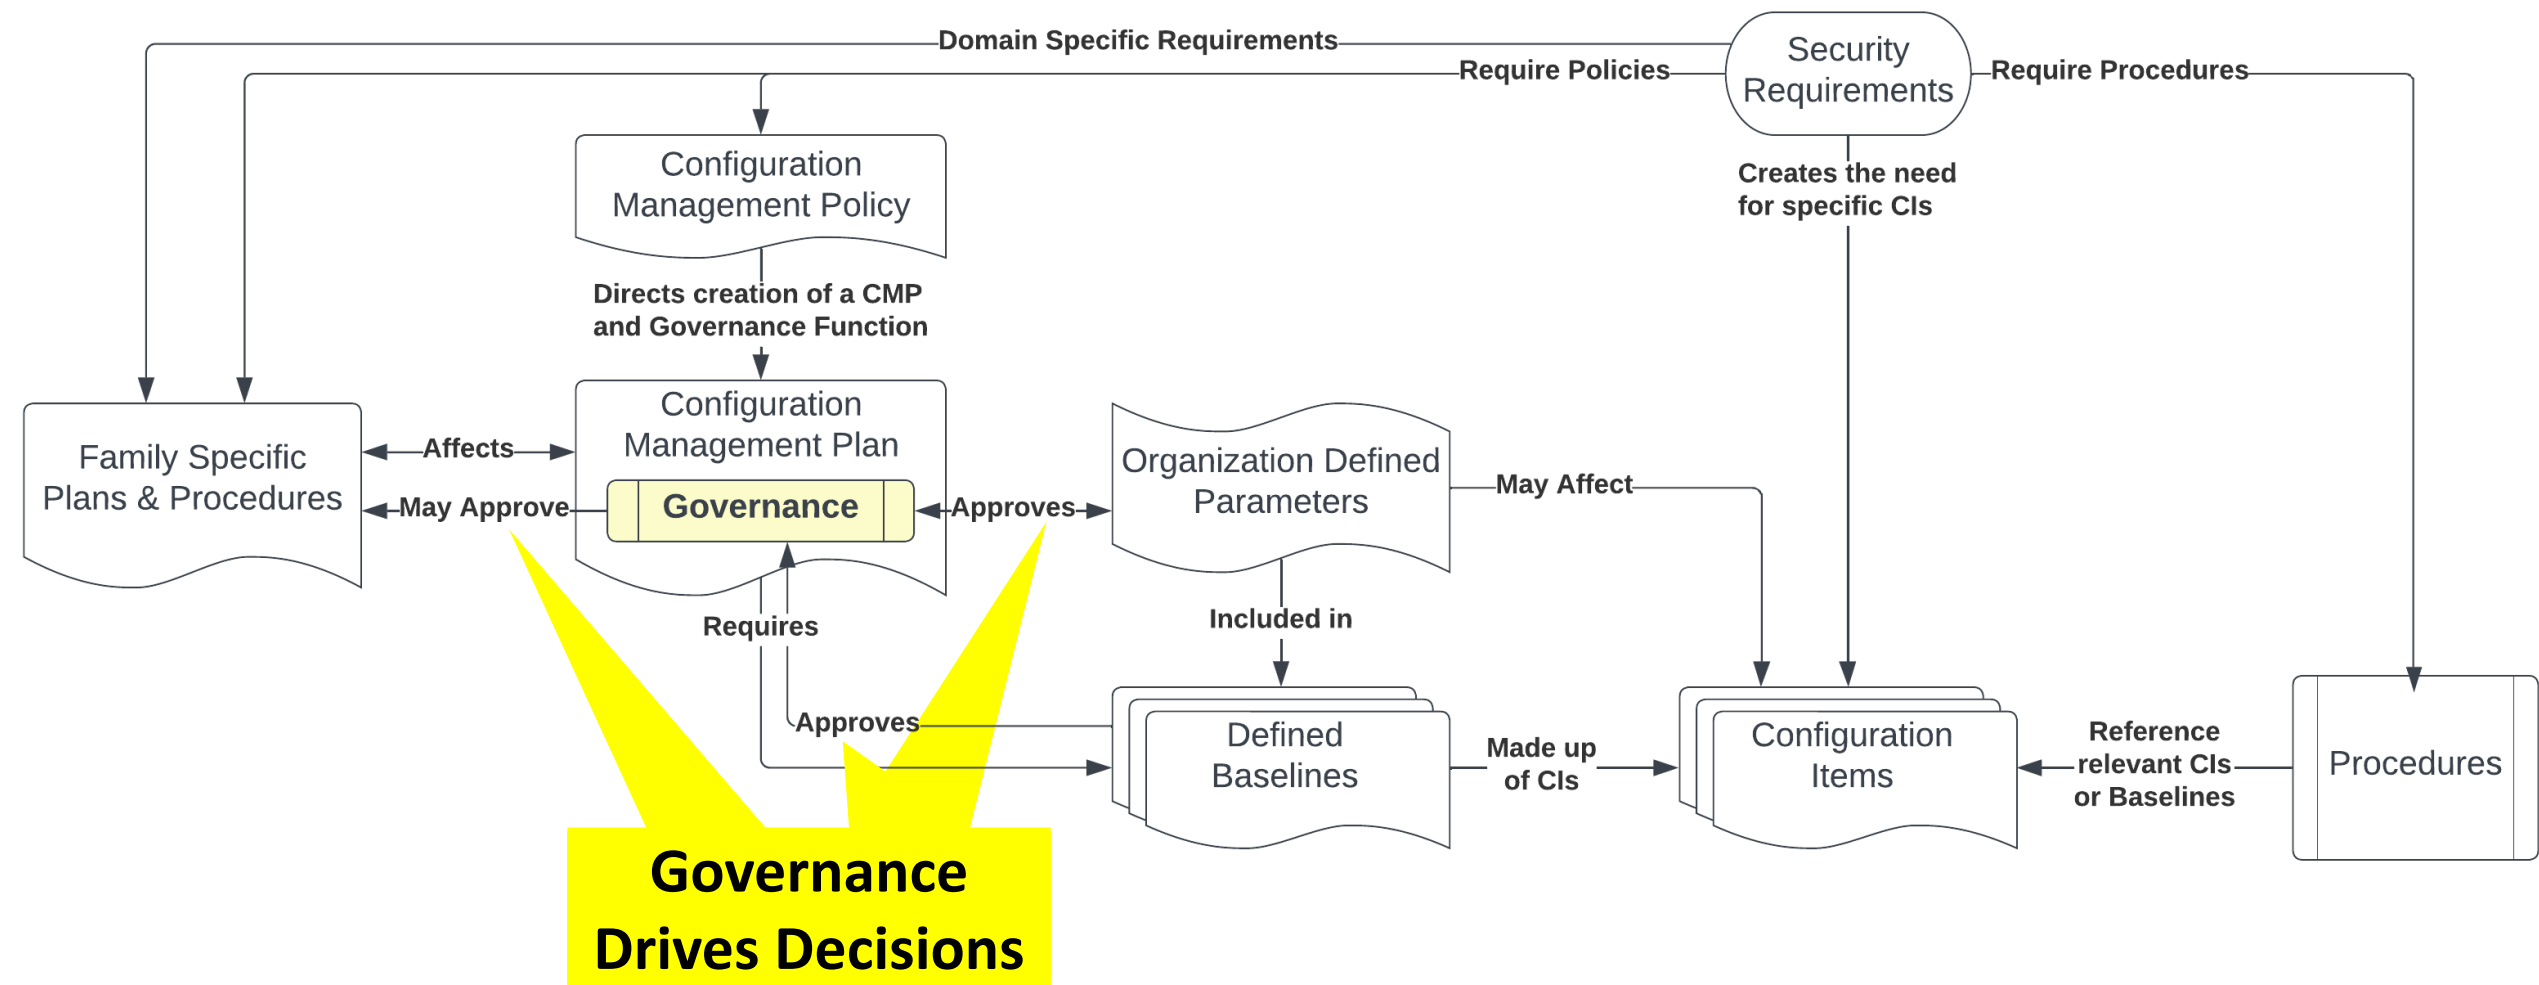 Domain Specific Requirements
Require Policies
Security
Requirements
Require Procedures
Configuration
Management Policy
Creates the need
for specific CIs
Directs creation of a CMP
and Governance Function
Family Specific
Plans & Procedures
Affects
May Approve
Configuration
Management Plan
Governance
Approves
Organization Defined
Parameters
May Affect
Requires
Included in
Approves
Defined
Baselines
Made up
of CIs
Configuration
Items
Reference
relevant CIs
or Baselines
Procedures
Governance
Drives Decisions